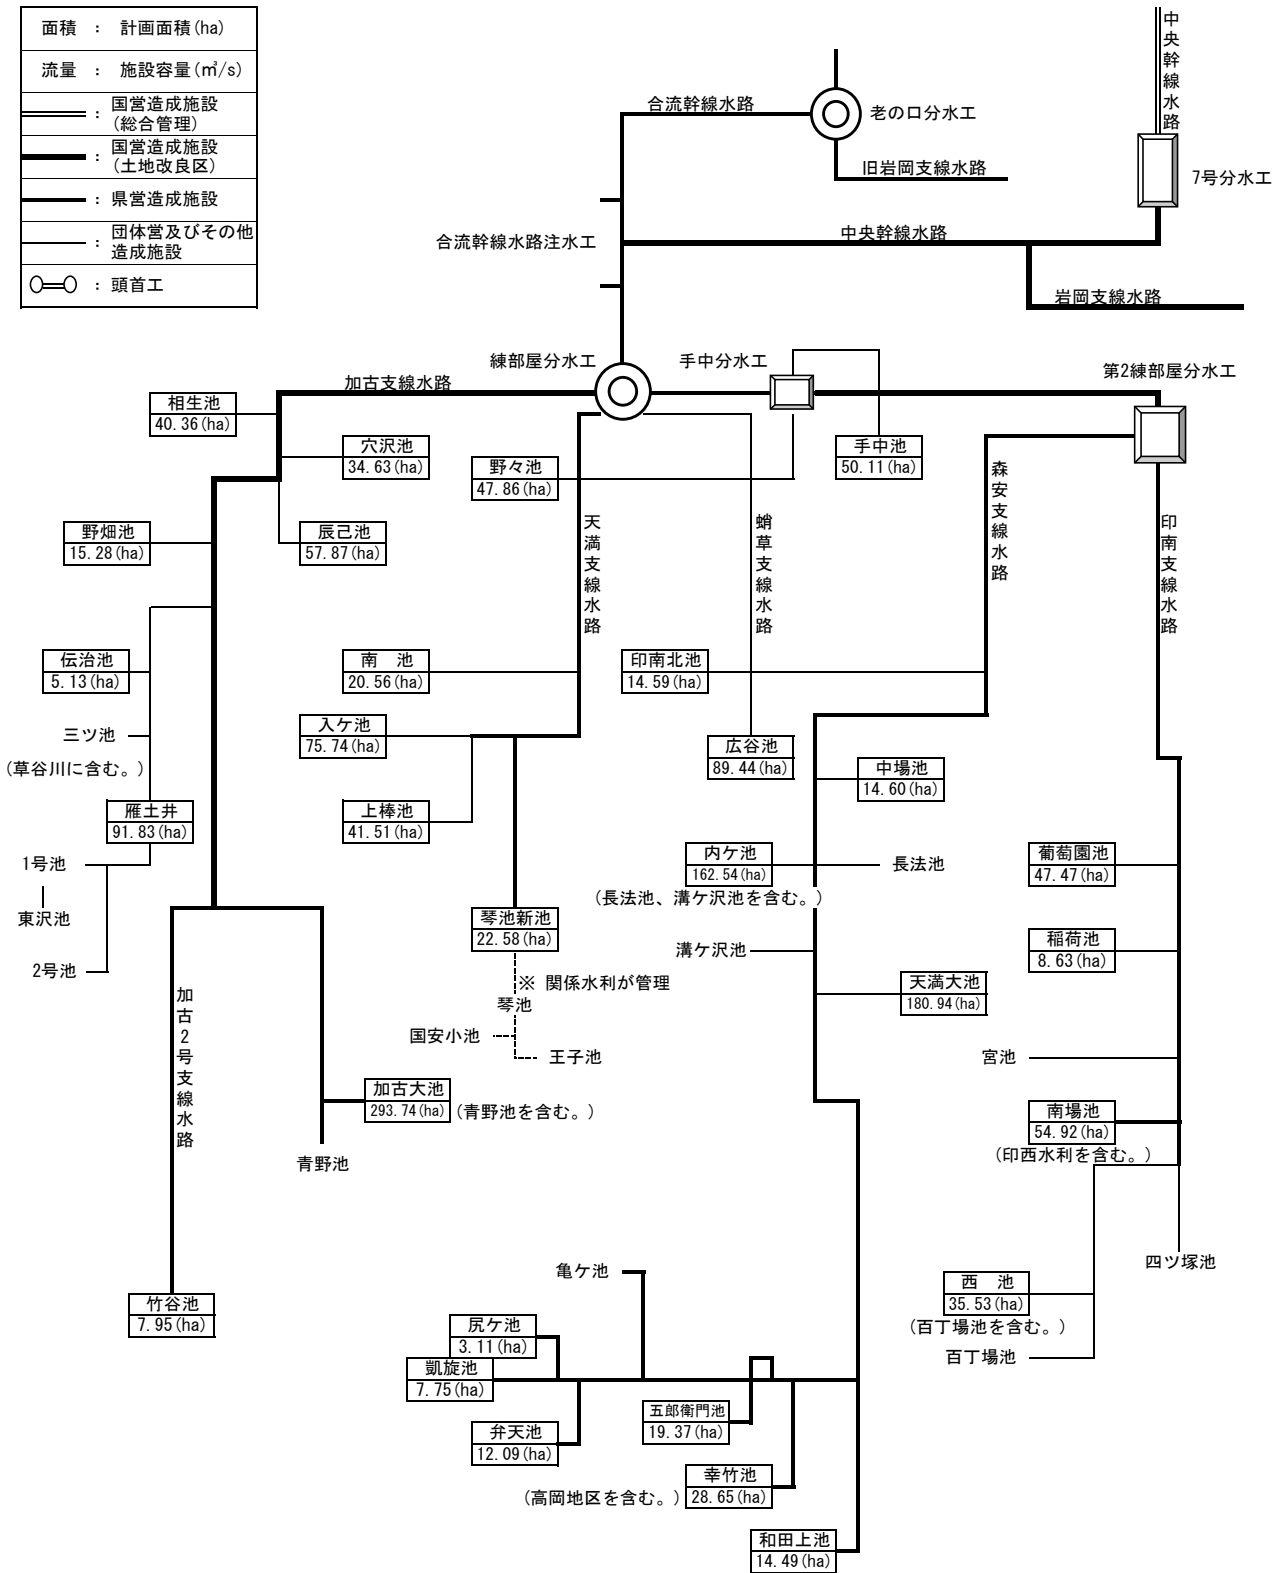 面積 : 計画面積(ha)
流量 : 施設容量(㎥/s)
: 国営造成施設
(総合管理)
: 国営造成施設
(土地改良区)
: 県営造成施設
: 団体営及びその他
造成施設
: 頭首工
中央幹線水路
合流幹線水路
老の口分水工
旧岩岡支線水路
7号分水工
合流幹線水路注水工
中央幹線水路
岩岡支線水路
練部屋分水工
手中分水工
第2練部屋分水工
加古支線水路
相生池
40.36(ha)
穴沢池
34.63(ha)
野々池
47.86(ha)
手中池
50.11(ha)
森安支線水路
野畑池
15.28(ha)
辰己池
57.87(ha)
天満支線水路
蛸草支線水路
印南支線水路
伝治池
5.13(ha)
南 池
20.56(ha)
印南北池
14.59(ha)
三ツ池
(草谷川に含む。)
入ケ池
75.74(ha)
広谷池
89.44(ha)
中場池
14.60(ha)
雁土井
91.83(ha)
上棒池
41.51(ha)
1号池
東沢池
2号池
内ケ池
162.54(ha)
長法池
(長法池、溝ケ沢池を含む。)
葡萄園池
47.47(ha)
琴池新池
22.58(ha)
溝ケ沢池
稲荷池
8.63(ha)
※ 関係水利が管理
琴池
天満大池
180.94(ha)
加古2号支線水路
国安小池
王子池
宮池
加古大池
293.74(ha)
(青野池を含む。)
南場池
54.92(ha)
(印西水利を含む。)
青野池
四ツ塚池
亀ケ池
西 池
35.53(ha)
(百丁場池を含む。)
百丁場池
竹谷池
7.95(ha)
尻ケ池
3.11(ha)
凱旋池
7.75(ha)
五郎衛門池
19.37(ha)
弁天池
12.09(ha)
幸竹池
28.65(ha)
(高岡地区を含む。)
和田上池
14.49(ha)